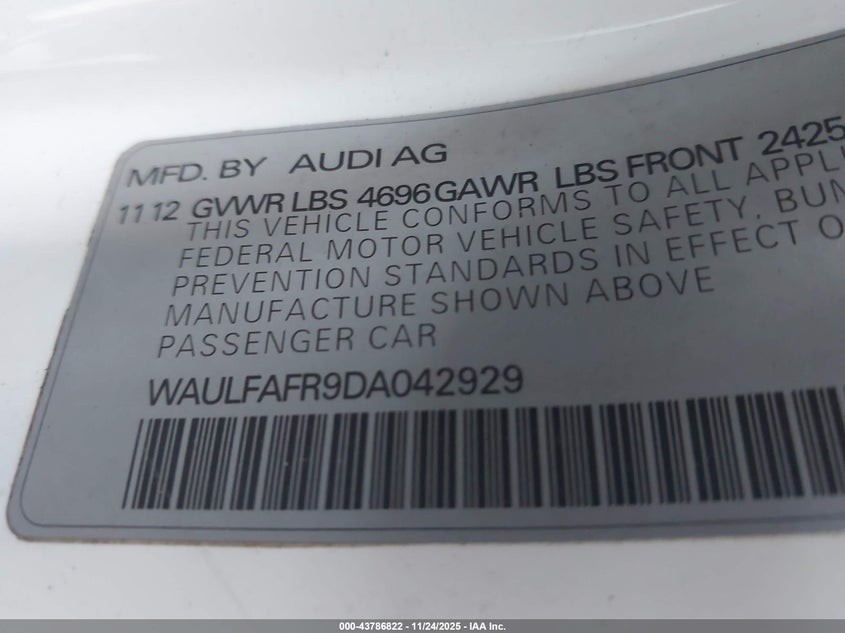 MFD. BY AUDI AG
11 12 GVWR LBS 4696 GAWR LBS FRONT 2425
THIS VEHICLE CONFORMS TO ALL
FEDERAL MOTOR VEHICLE SAFETY,
PREVENTION STANDARDS IN EFFECT
MANUFACTURE SHOWN ABOVE
PASSENGER CAR
WAULFAFR9DA042929
000-43786822 - 11/24/2025 - IAA Inc.